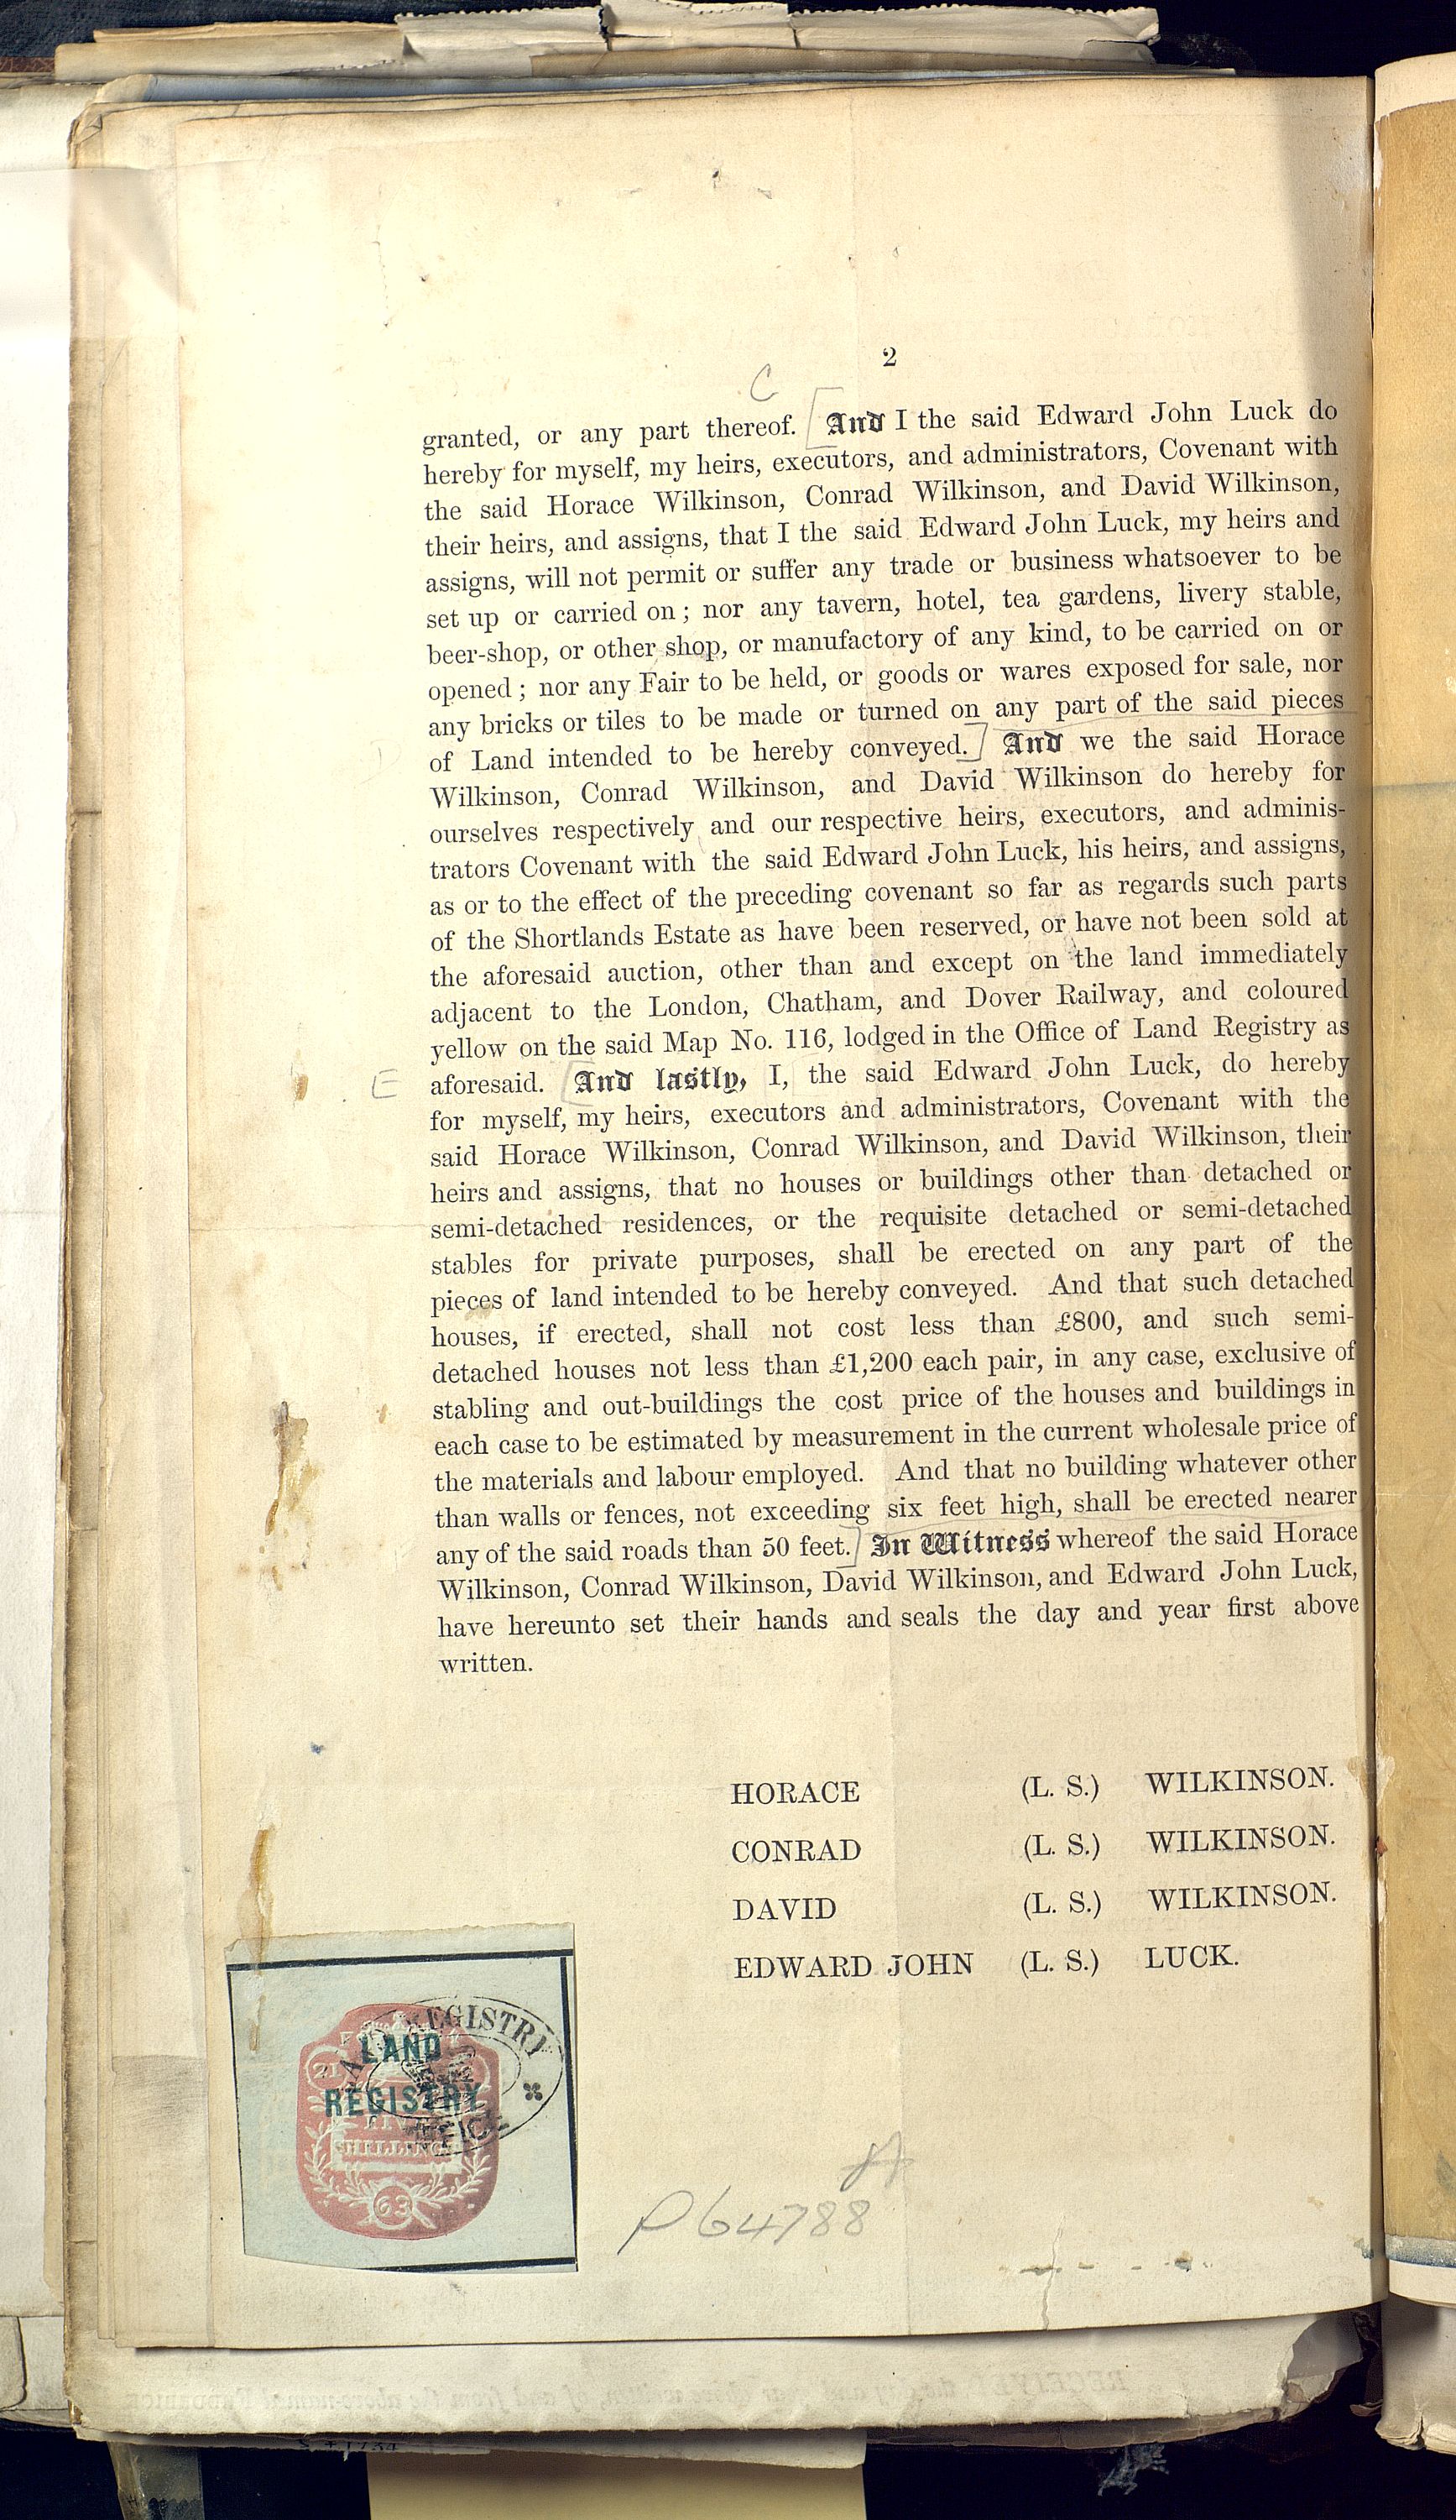 2
C
granted, or any part thereof. [And I the said Edward John Luck do
hereby for myself, my heirs, executors, and administrators, Covenant with
the said Horace Wilkinson, Conrad Wilkinson, and David Wilkinson,
their heirs, and assigns, that I the said Edward John Luck, my heirs and
assigns, will not permit or suffer any trade or business whatsoever to be
set up or carried on; nor any tavern, hotel, tea gardens, livery stable,
beer-shop, or other shop, or manufactory of any kind, to be carried on or
opened; nor any Fair to be held, or goods or wares exposed for sale, nor
any bricks or tiles to be made or turned on any part of the said pieces
of Land intended to be hereby conveyed.] And we the said Horace
Wilkinson, Conrad Wilkinson, and David Wilkinson do hereby for
ourselves respectively and our respective heirs, executors, and adminis-
trators Covenant with the said Edward John Luck, his heirs, and assigns,
as or to the effect of the preceding covenant so far as regards such parts
of the Shortlands Estate as have been reserved, or have not been sold at
the aforesaid auction, other than and except on the land immediately
adjacent to the London, Chatham, and Dover Railway, and coloured
yellow on the said Map No. 116, lodged in the Office of Land Registry as
E aforesaid. [And lastly, I, the said Edward John Luck, do hereby
for myself, my heirs, executors and administrators, Covenant with the
said Horace Wilkinson, Conrad Wilkinson, and David Wilkinson, their
heirs and assigns, that no houses or buildings other than detached or
semi-detached residences, or the requisite detached or semi-detached
stables for private purposes, shall be erected on any part of the
pieces of land intended to be hereby conveyed. And that such detached
houses, if erected, shall not cost less than £800, and such semi-
detached houses not less than £1,200 each pair, in any case, exclusive of
stabling and out-buildings the cost price of the houses and buildings in
each case to be estimated by measurement in the current wholesale price of
the materials and labour employed. And that no building whatever other
than walls or fences, not exceeding six feet high, shall be erected nearer
any of the said roads than 50 feet.] In Witness whereof the said Horace
Wilkinson, Conrad Wilkinson, David Wilkinson, and Edward John Luck,
have hereunto set their hands and seals the day and year first above
written.
HORACE (L. S.) WILKINSON.
CONRAD (L. S.) WILKINSON.
DAVID (L. S.) WILKINSON.
EDWARD JOHN (L. S.) LUCK.
LAND REGISTRY OFFICE
LAND
REGISTRY
21
SHILLINGS
63
A
P64788